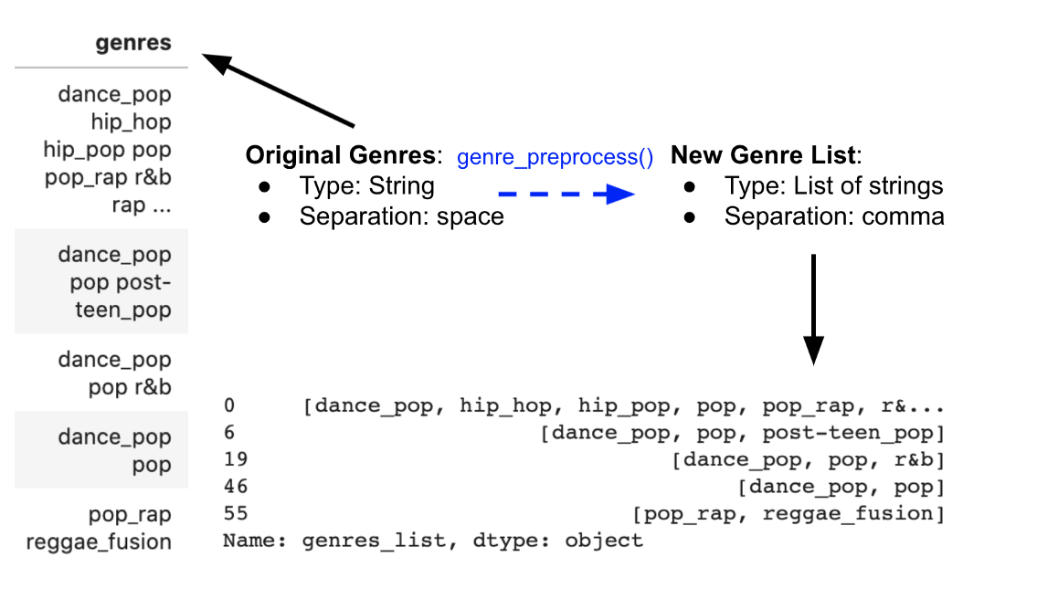 genres
dance_pop
hip_hop
hip_pop pop
pop_rap r&b
rap ...
dance_pop
pop post-
teen_pop
dance_pop
pop r&b
dance_pop
pop
pop_rap
reggae_fusion
Original Genres:
● Type: String
● Separation: space
genre_preprocess()
New Genre List:
● Type: List of strings
● Separation: comma
0 [dance_pop, hip_hop, hip_pop, pop, pop_rap, r&...
6 [dance_pop, pop, post-teen_pop]
19 [dance_pop, pop, r&b]
46 [dance_pop, pop]
55 [pop_rap, reggae_fusion]
Name: genres_list, dtype: object